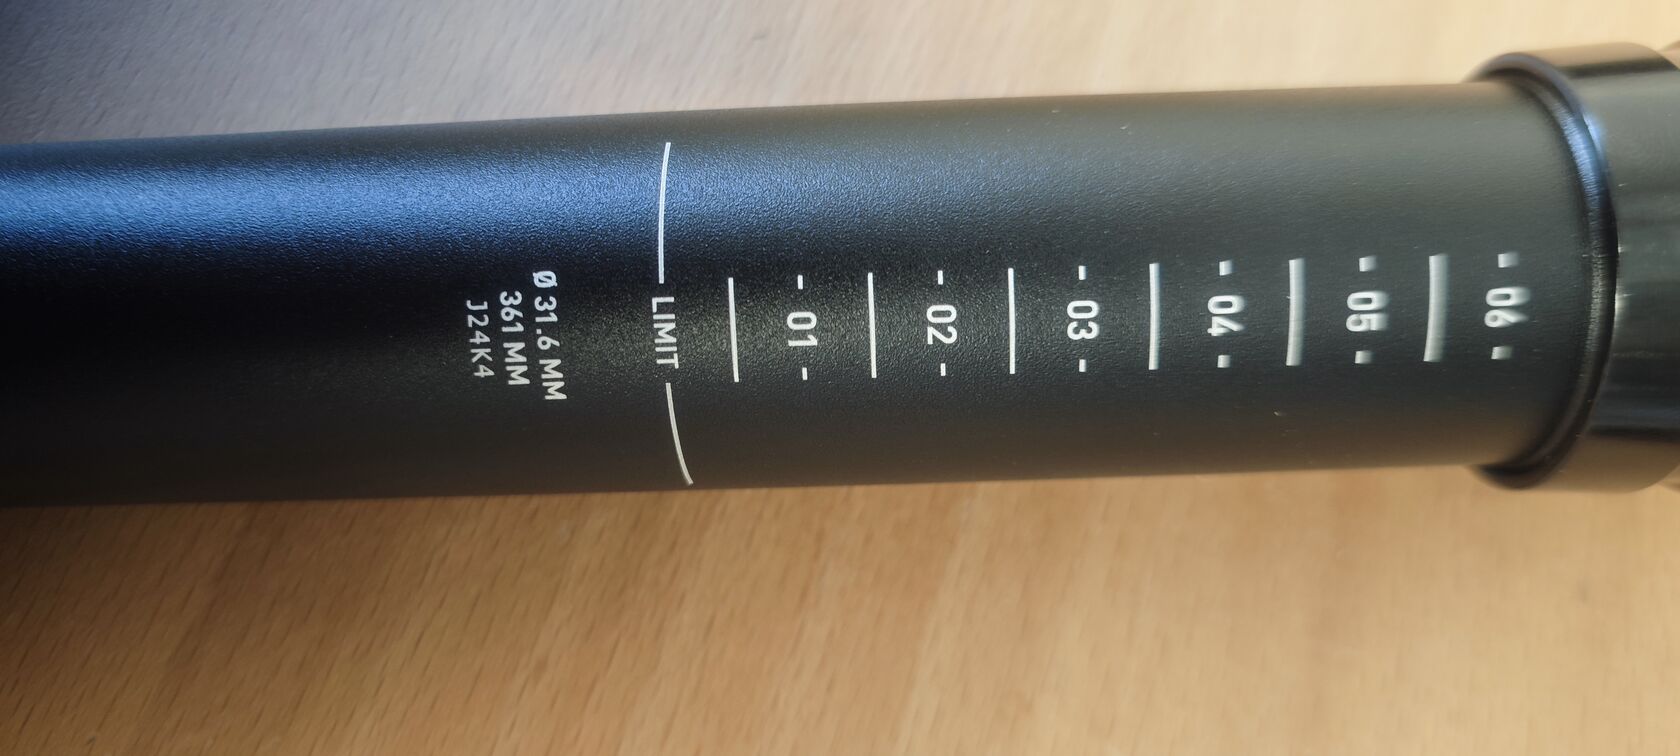 - 06 -
- 05 -
- 04 -
- 03 -
- 02 -
- 01 -
LIMIT
Ø 31.6 MM
361 MM
J24K4